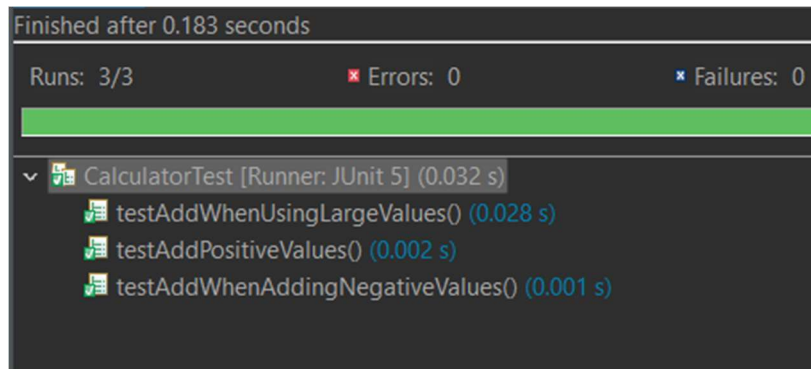 Finished after 0.183 seconds
Runs: 3/3 Errors: 0 Failures: 0
CalculatorTest [Runner: JUnit 5] (0.032 s)
testAddWhenUsingLargeValues() (0.028 s)
testAddPositiveValues() (0.002 s)
testAddWhenAddingNegativeValues() (0.001 s)